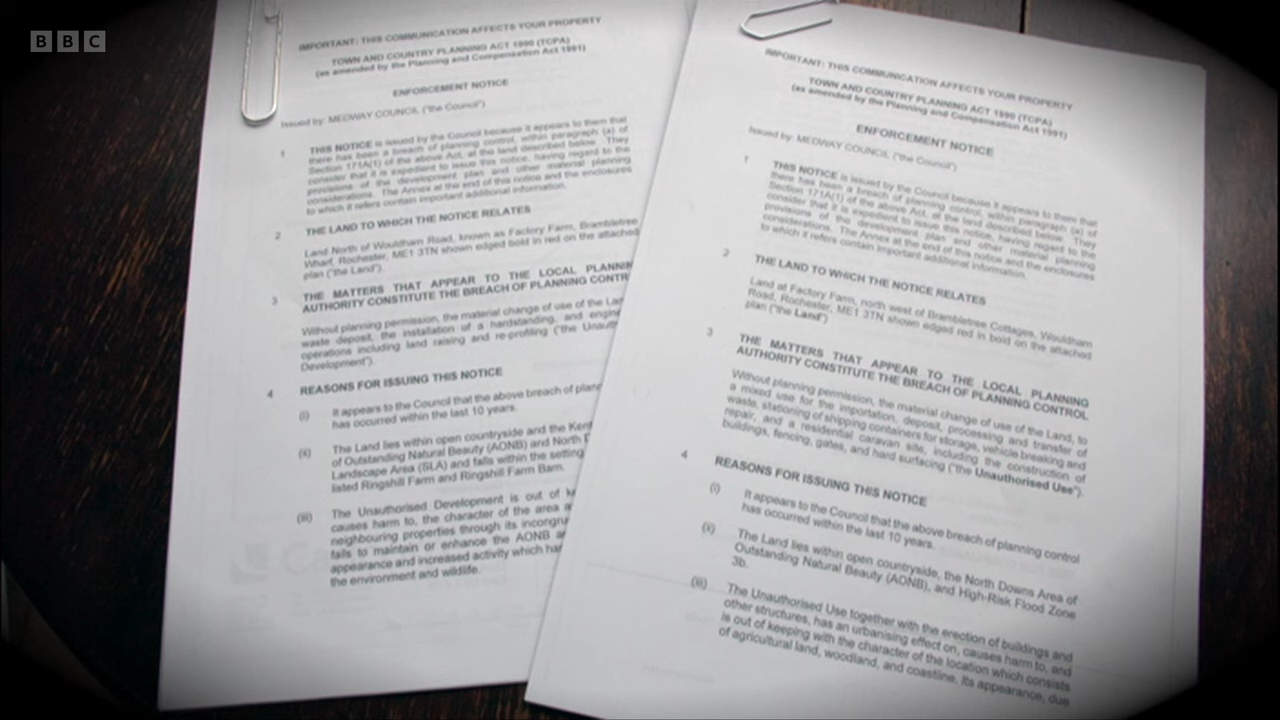 BBC
IMPORTANT: THIS COMMUNICATION AFFECTS YOUR PROPERTY
TOWN AND COUNTRY PLANNING ACT 1990 (TCPA)
(as amended by the Planning and Compensation Act 1991)
ENFORCEMENT NOTICE
Issued by: MEDWAY COUNCIL ("the Council")
1 THIS NOTICE is issued by the Council because it appears to them that
there has been a breach of planning control, within paragraph (a) of
Section 171A(1) of the above Act, at the land described below. They
consider that it is expedient to issue this notice, having regard to the
provisions of the development plan and other material planning
considerations. The Annex at the end of this notice and the enclosures
to which it refers contain important additional information.
2 THE LAND TO WHICH THE NOTICE RELATES
Land North of Wouldham Road, known as Factory Farm, Brambletree
Wharf, Rochester, ME1 3TN shown edged bold in red on the attached
plan ("the Land").
3 THE MATTERS THAT APPEAR TO THE LOCAL PLANNIN
AUTHORITY CONSTITUTE THE BREACH OF PLANNING CONTR
Without planning permission, the material change of use of the Lan
waste deposit, the installation of a hardstanding, and engine
operations including land raising and re-profiling ("the Unauth
Development").
4 REASONS FOR ISSUING THIS NOTICE
(i) It appears to the Council that the above breach of plann
has occurred within the last 10 years.
(ii) The Land lies within open countryside and the Kent
of Outstanding Natural Beauty (AONB) and North D
Landscape Area (SLA) and falls within the setting
listed Ringshill Farm and Ringshill Farm Barn.
(iii) The Unauthorised Development is out of k
causes harm to, the character of the area a
neighbouring properties through its incongru
fails to maintain or enhance the AONB an
appearance and increased activity which har
the environment and wildlife.
IMPORTANT: THIS COMMUNICATION AFFECTS YOUR PROPERTY
TOWN AND COUNTRY PLANNING ACT 1990 (TCPA)
(as amended by the Planning and Compensation Act 1991)
ENFORCEMENT NOTICE
Issued by: MEDWAY COUNCIL ("the Council")
1 THIS NOTICE is issued by the Council because it appears to them that
there has been a breach of planning control, within paragraph (a) of
Section 171A(1) of the above Act, at the land described below. They
consider that it is expedient to issue this notice, having regard to the
provisions of the development plan and other material planning
considerations. The Annex at the end of this notice and the enclosures
to which it refers contain important additional information.
2 THE LAND TO WHICH THE NOTICE RELATES
Land at Factory Farm, north west of Brambletree Cottages, Wouldham
Road, Rochester, ME1 3TN shown edged red in bold on the attached
plan ("the Land")
3 THE MATTERS THAT APPEAR TO THE LOCAL PLANNING
AUTHORITY CONSTITUTE THE BREACH OF PLANNING CONTROL
Without planning permission, the material change of use of the Land, to
a mixed use for the importation, deposit, processing and transfer of
waste, stationing of shipping containers for storage, vehicle breaking and
repair, and a residential caravan site, including the construction of
buildings, fencing, gates, and hard surfacing ("the Unauthorised Use").
4 REASONS FOR ISSUING THIS NOTICE
(i) It appears to the Council that the above breach of planning control
has occurred within the last 10 years.
(ii) The Land lies within open countryside, the North Downs Area of
Outstanding Natural Beauty (AONB), and High-Risk Flood Zone
3b.
(iii) The Unauthorised Use together with the erection of buildings and
other structures, has an urbanising effect on, causes harm to, and
is out of keeping with the character of the location which consists
of agricultural land, woodland, and coastline. Its appearance, due